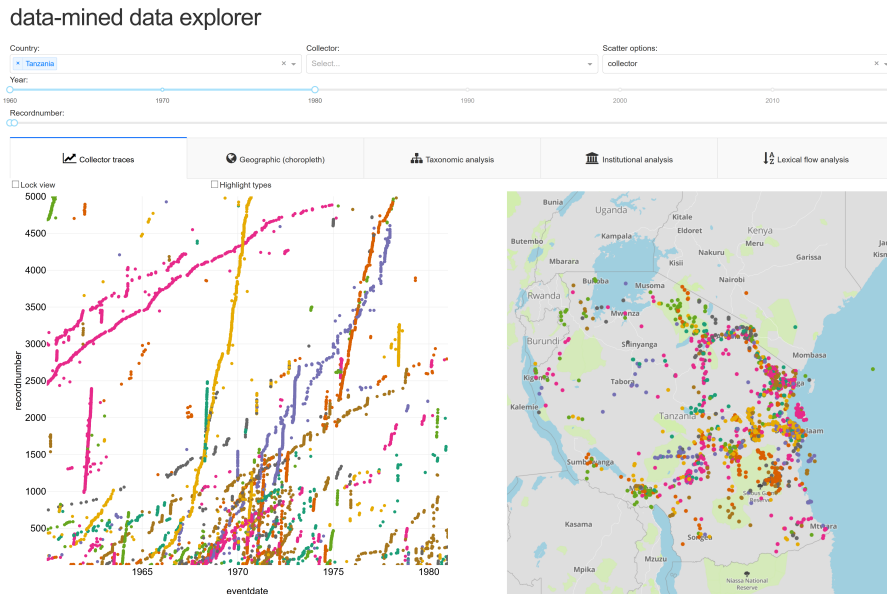 data-mined data explorer
Country: Collector: Scatter options:
× Tanzania × Select... collector ×
Year:
1960 1970 1980 1990 2000 2010
Recordnumber:
Collector traces Geographic (choropleth) Taxonomic analysis Institutional analysis Lexical flow analysis
Lock view Highlight types
5000
4500
4000
3500
3000
2500
2000
1500
1000
500
recordnumber
1965 1970 1975 1980
eventdate
Bunia
Uganda
Kitale
Kampala
Eldoret
Kenya
Butembo
Meru
Mbarara
Kisii
Nakuru
Garissa
Nairobi
Musoma
Rwanda
Mwanza
Burundi
Shinyanga
Mombasa
Tabora
Kalemie
Tanzania
Kasama
Mpika
Mzuzu
Niassa National
Reserve